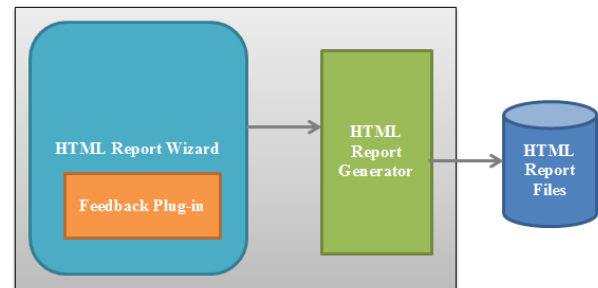 HTML Report Wizard
Feedback Plug-in
HTML
Report
Generator
HTML
Report
Files